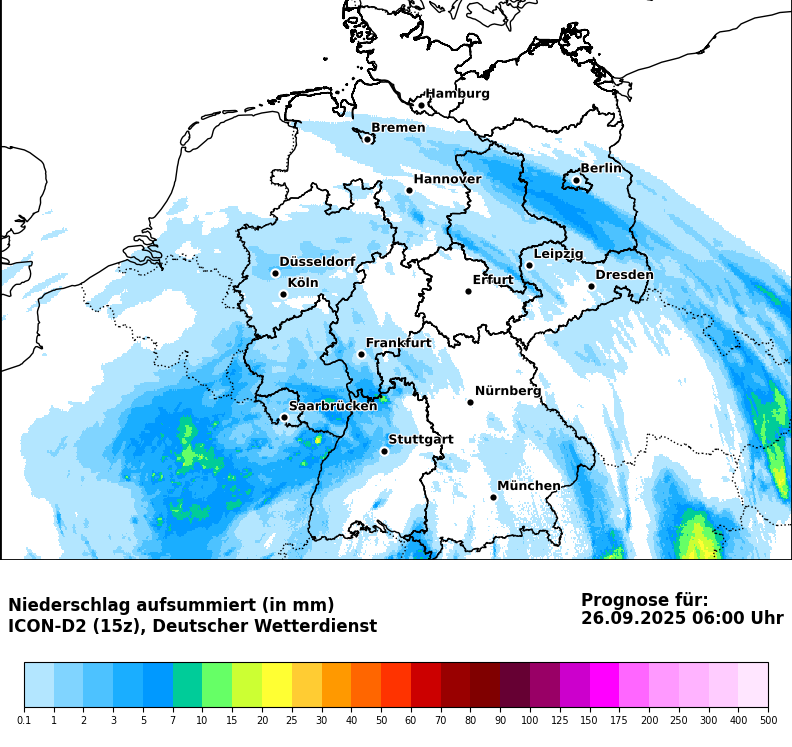 Hamburg
Bremen
Berlin
Hannover
Leipzig
Düsseldorf
Dresden
Köln
Erfurt
Frankfurt
Nürnberg
Saarbrücken
Stuttgart
München
Niederschlag aufsummiert (in mm)
ICON-D2 (15z), Deutscher Wetterdienst
Prognose für:
26.09.2025 06:00 Uhr
0.1 1 2 3 5 7 10 15 20 25 30 40 50 60 70 80 90 100 125 150 175 200 250 300 400 500